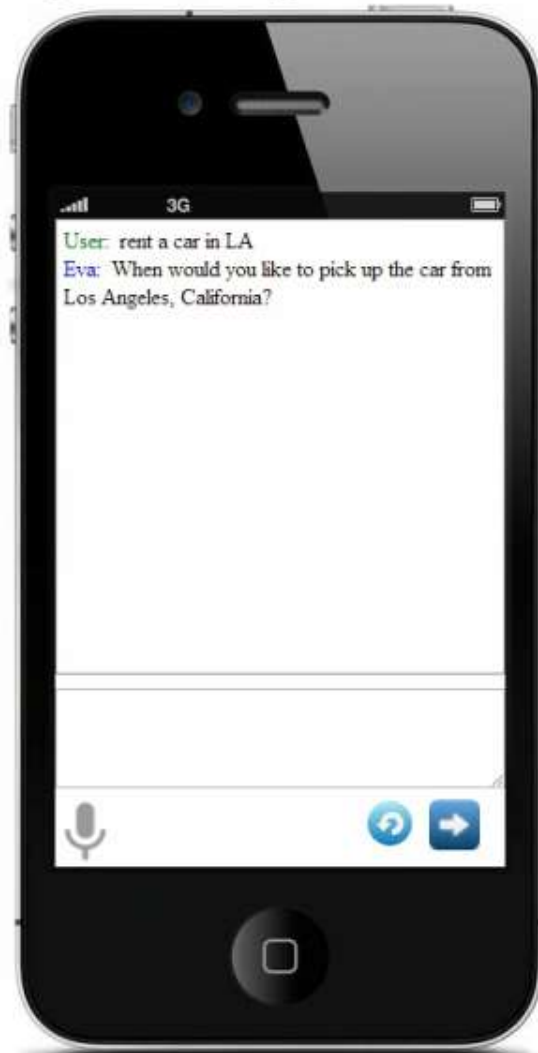 3G
User: rent a car in LA
Eva: When would you like to pick up the car from
Los Angeles, California?